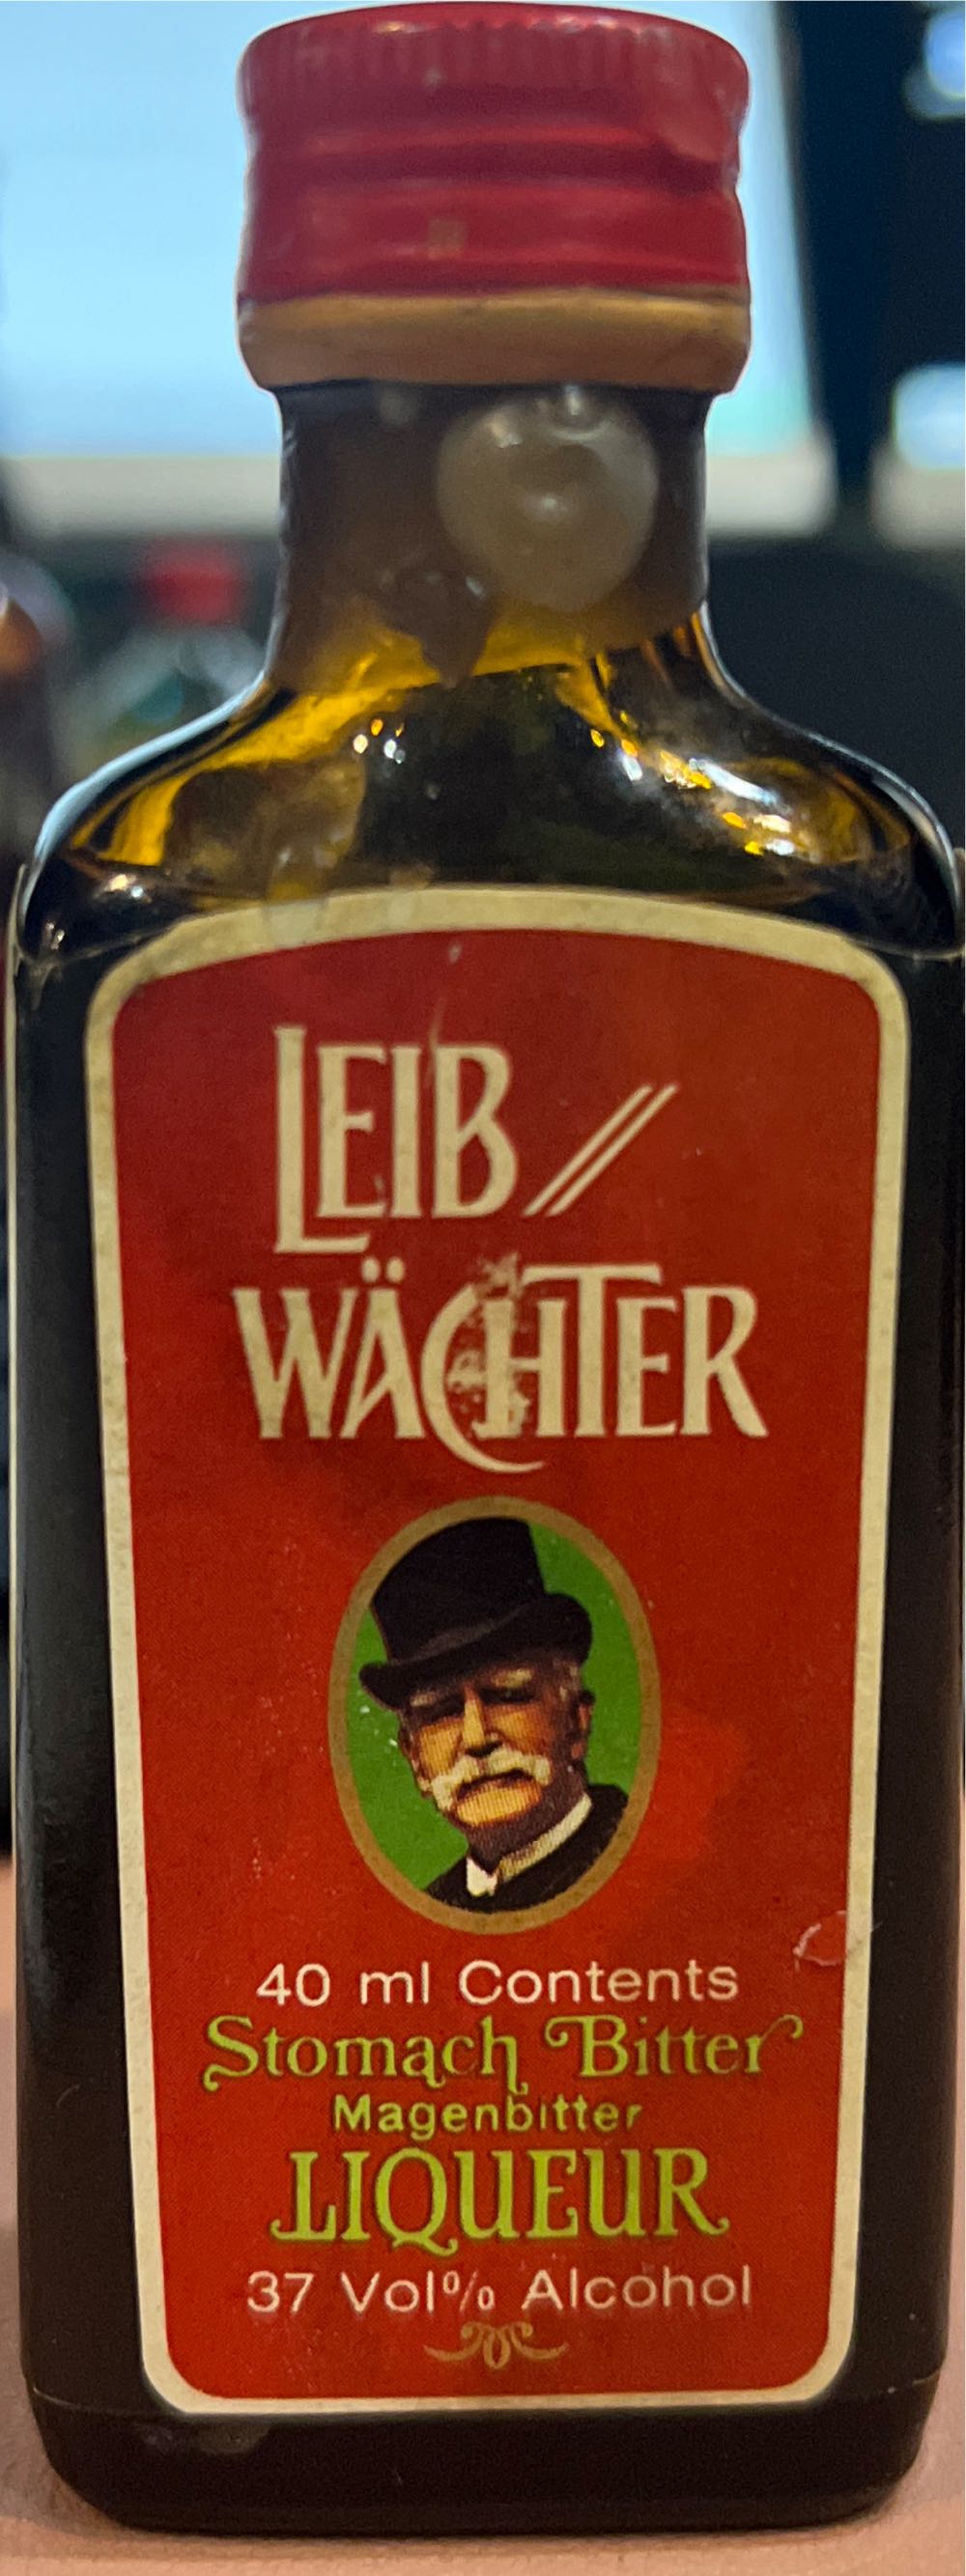 LEIB//
WÄCHTER
40 ml Contents
Stomach Bitter
Magenbitter
LIQUEUR
37 Vol% Alcohol